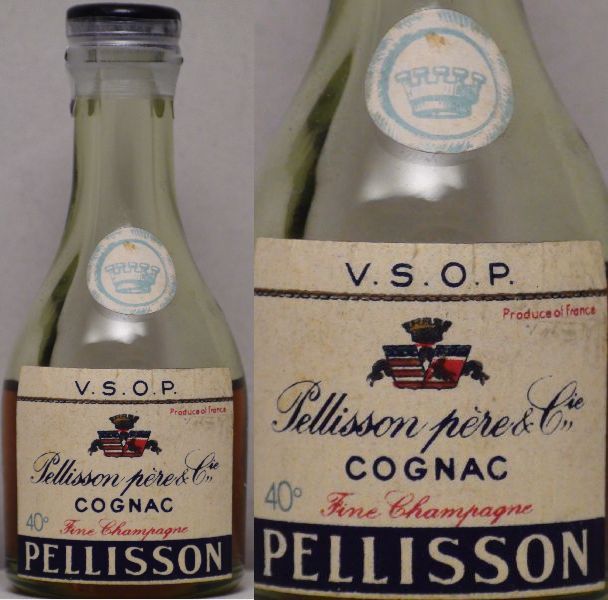 V.S.O.P.
Produce of France
Pellisson père & Cie
COGNAC
40°
Fine Champagne
PELLISSON
V.S.O.P.
Produce of France
Pellisson père & Cie
COGNAC
40°
Fine Champagne
PELLISSON